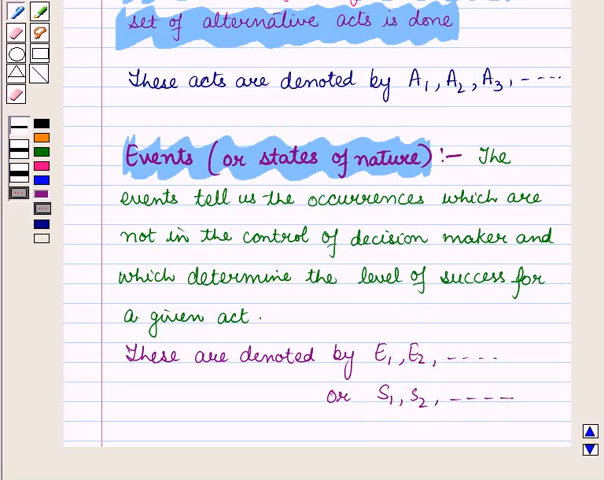 set of alternative acts is done
These acts are denoted by A1, A2, A3, ----
Events (or states of nature) :- The
events tell us the occurrences which are
not in the control of decision maker and
which determine the level of success for
a given act.
These are denoted by E1, E2, ----
or S1, S2, ----